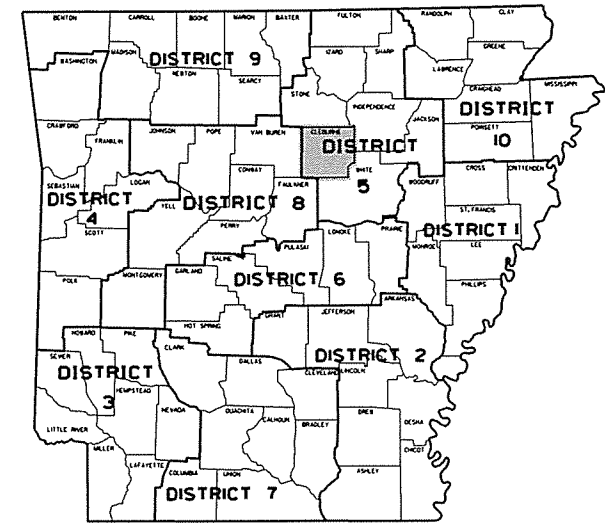 BENTON
CARROLL
BOONE
MARION
BAXTER
FULTON
RANDOLPH
CLAY
MADISON
WASHINGTON
DISTRICT 9
NEWTON
SEARCY
IZARD
SHARP
GREENE
LAWRENCE
STONE
INDEPENDENCE
JACKSON
CRAIGHEAD
MISSISSIPPI
DISTRICT
10
POINSETT
CRAWFORD
FRANKLIN
JOHNSON
POPE
VAN BUREN
CLEBURNE
DISTRICT
5
WHITE
WOODRUFF
CROSS
CRITTENDEN
SEBASTIAN
LOGAN
DISTRICT
4
SCOTT
CONWAY
FAULKNER
DISTRICT 8
YELL
PERRY
ST. FRANCIS
DISTRICT 1
MONROE
LEE
PHILLIPS
PULASKI
LONOKE
PRAIRIE
SALINE
GARLAND
DISTRICT 6
POLK
MONTGOMERY
HOT SPRING
GRANT
JEFFERSON
ARKANSAS
HOWARD
PIKE
CLARK
DALLAS
CLEVELAND
LINCOLN
DISTRICT 2
SEVIER
DISTRICT
3
HEMPSTEAD
NEVADA
OUACHITA
CALHOUN
BRADLEY
DREW
DESHA
CHICOT
LITTLE RIVER
MILLER
LAFAYETTE
COLUMBIA
UNION
ASHLEY
DISTRICT 7